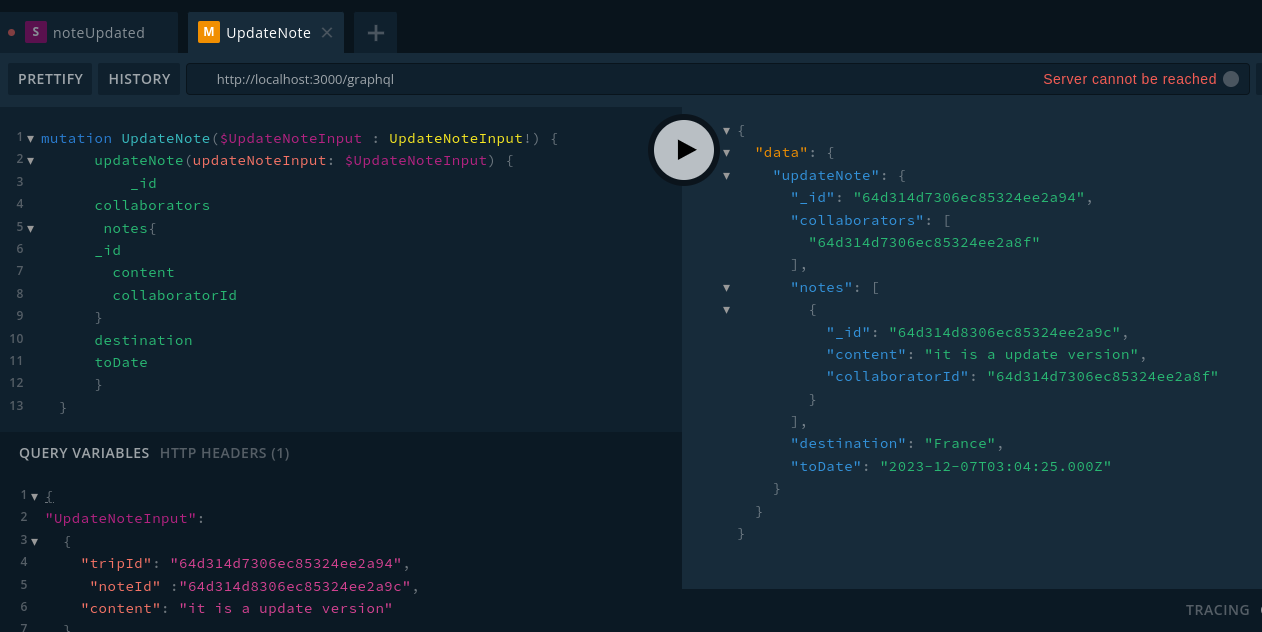 S noteUpdated
M UpdateNote
PRETTIFY HISTORY http://localhost:3000/graphql Server cannot be reached
1 mutation UpdateNote($UpdateNoteInput : UpdateNoteInput!) {
2 updateNote(updateNoteInput: $UpdateNoteInput) {
3 _id
4 collaborators
5 notes{
6 _id
7 content
8 collaboratorId
9 }
10 destination
11 toDate
12 }
13 }
QUERY VARIABLES HTTP HEADERS (1)
1 {
2 "UpdateNoteInput":
3 {
4 "tripId": "64d314d7306ec85324ee2a94",
5 "noteId" :"64d314d8306ec85324ee2a9c",
6 "content": "it is a update version"
7 }
{
"data": {
"updateNote": {
"_id": "64d314d7306ec85324ee2a94",
"collaborators": [
"64d314d7306ec85324ee2a8f"
],
"notes": [
{
"_id": "64d314d8306ec85324ee2a9c",
"content": "it is a update version",
"collaboratorId": "64d314d7306ec85324ee2a8f"
}
],
"destination": "France",
"toDate": "2023-12-07T03:04:25.000Z"
}
}
}
TRACING